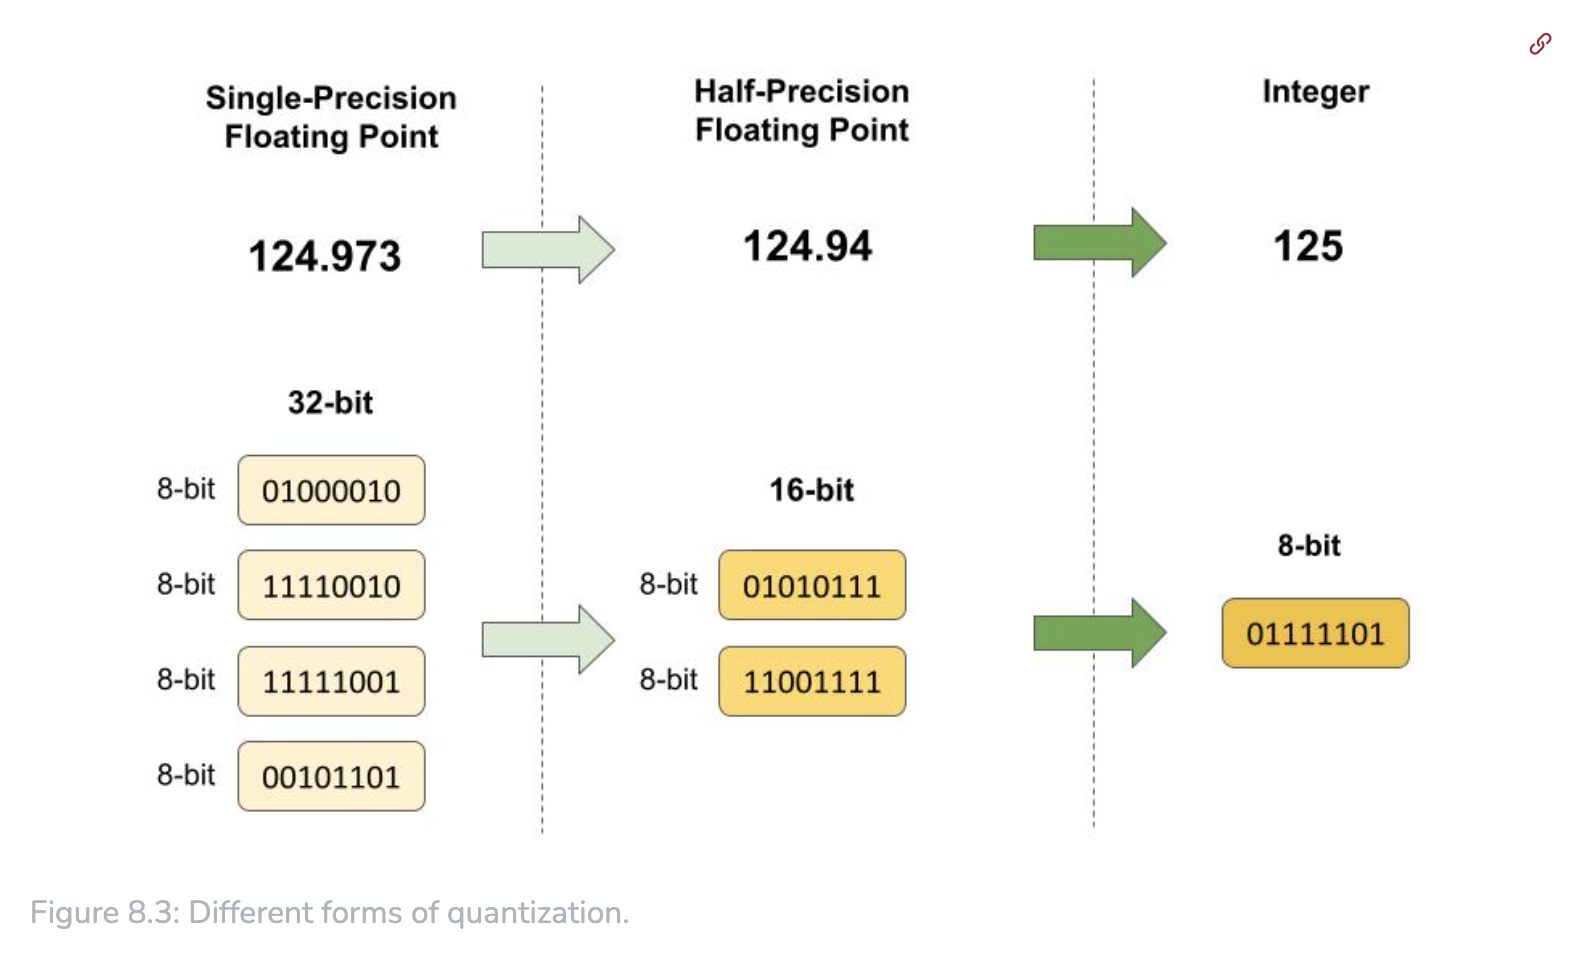 Single-Precision
Floating Point
Half-Precision
Floating Point
Integer
124.973
124.94
125
32-bit
8-bit 01000010
8-bit 11110010
8-bit 11111001
8-bit 00101101
16-bit
8-bit 01010111
8-bit 11001111
8-bit
01111101
Figure 8.3: Different forms of quantization.